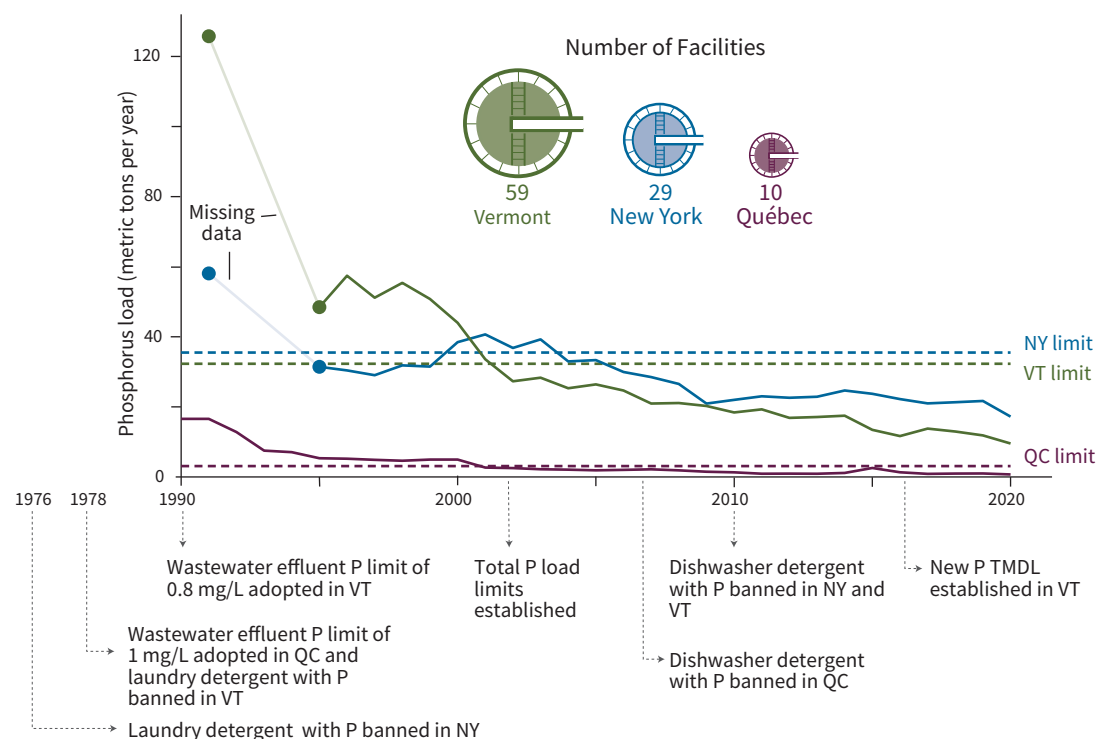 Number of Facilities
59
Vermont
29
New York
10
Québec
Phosphorus load (metric tons per year)
120
80
40
0
Missing
data
NY limit
VT limit
QC limit
1976
1978
1990
2000
2010
2020
Wastewater effluent P limit of
0.8 mg/L adopted in VT
Total P load
limits
established
Dishwasher detergent
with P banned in NY and
VT
New P TMDL
established in VT
Wastewater effluent P limit of
1 mg/L adopted in QC and
laundry detergent with P
banned in VT
Dishwasher detergent
with P banned in QC
Laundry detergent with P banned in NY